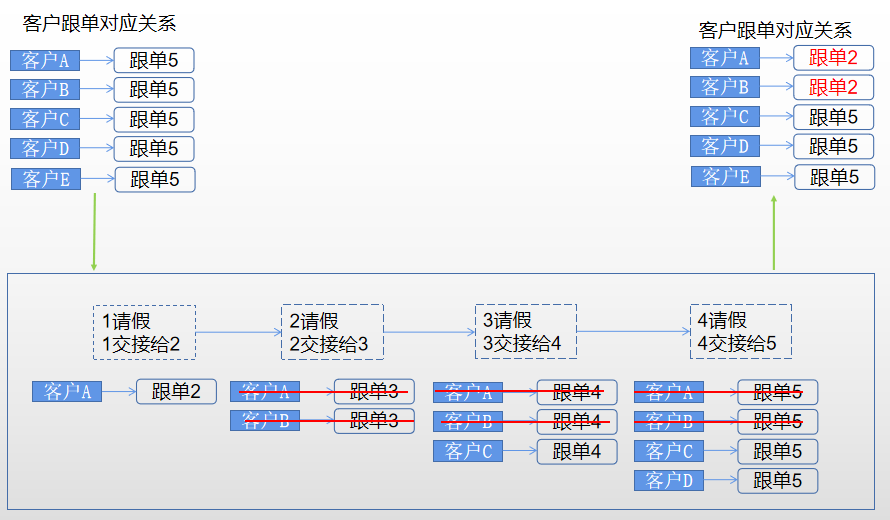 客户跟单对应关系
客户A 跟单5
客户B 跟单5
客户C 跟单5
客户D 跟单5
客户E 跟单5
客户跟单对应关系
客户A 跟单2
客户B 跟单2
客户C 跟单5
客户D 跟单5
客户E 跟单5
1请假
1交接给2
2请假
2交接给3
3请假
3交接给4
4请假
4交接给5
客户A 跟单2
客户A 跟单3
客户B 跟单3
客户A 跟单4
客户B 跟单4
客户C 跟单4
客户A 跟单5
客户B 跟单5
客户C 跟单5
客户D 跟单5